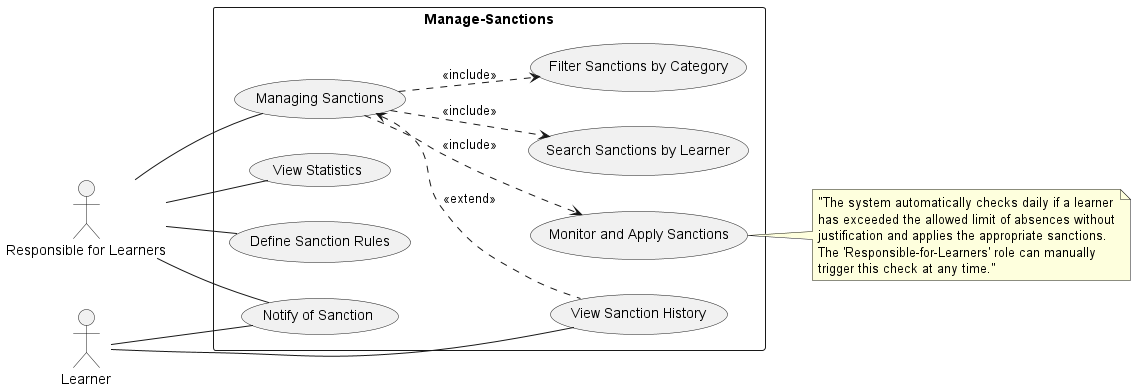 Manage-Sanctions
Filter Sanctions by Category
«include»
Managing Sanctions
«include»
«include»
Search Sanctions by Learner
View Statistics
«extend»
Monitor and Apply Sanctions
"The system automatically checks daily if a learner
has exceeded the allowed limit of absences without
justification and applies the appropriate sanctions.
The 'Responsible-for-Learners' role can manually
trigger this check at any time."
Responsible for Learners
Define Sanction Rules
Notify of Sanction
View Sanction History
Learner